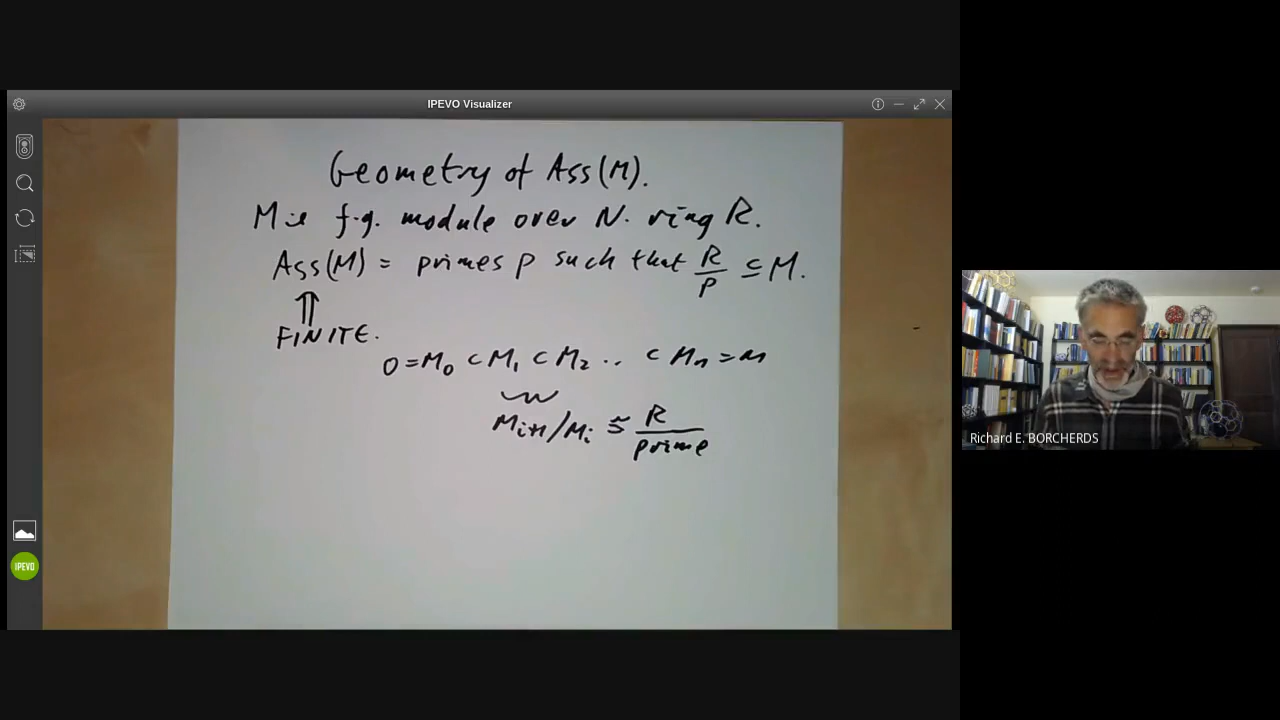 IPEVO Visualizer
Geometry of Ass(M).
M is f.g. module over N. ring R.
Ass(M) = primes p such that R/p ⊆ M.
⇑
FINITE.
0=M₀ ⊂ M₁ ⊂ M₂ .. ⊂ Mₙ = M
Mᵢ₊₁/Mᵢ ≅ R/prime
Richard E. BORCHERDS
IPEVO